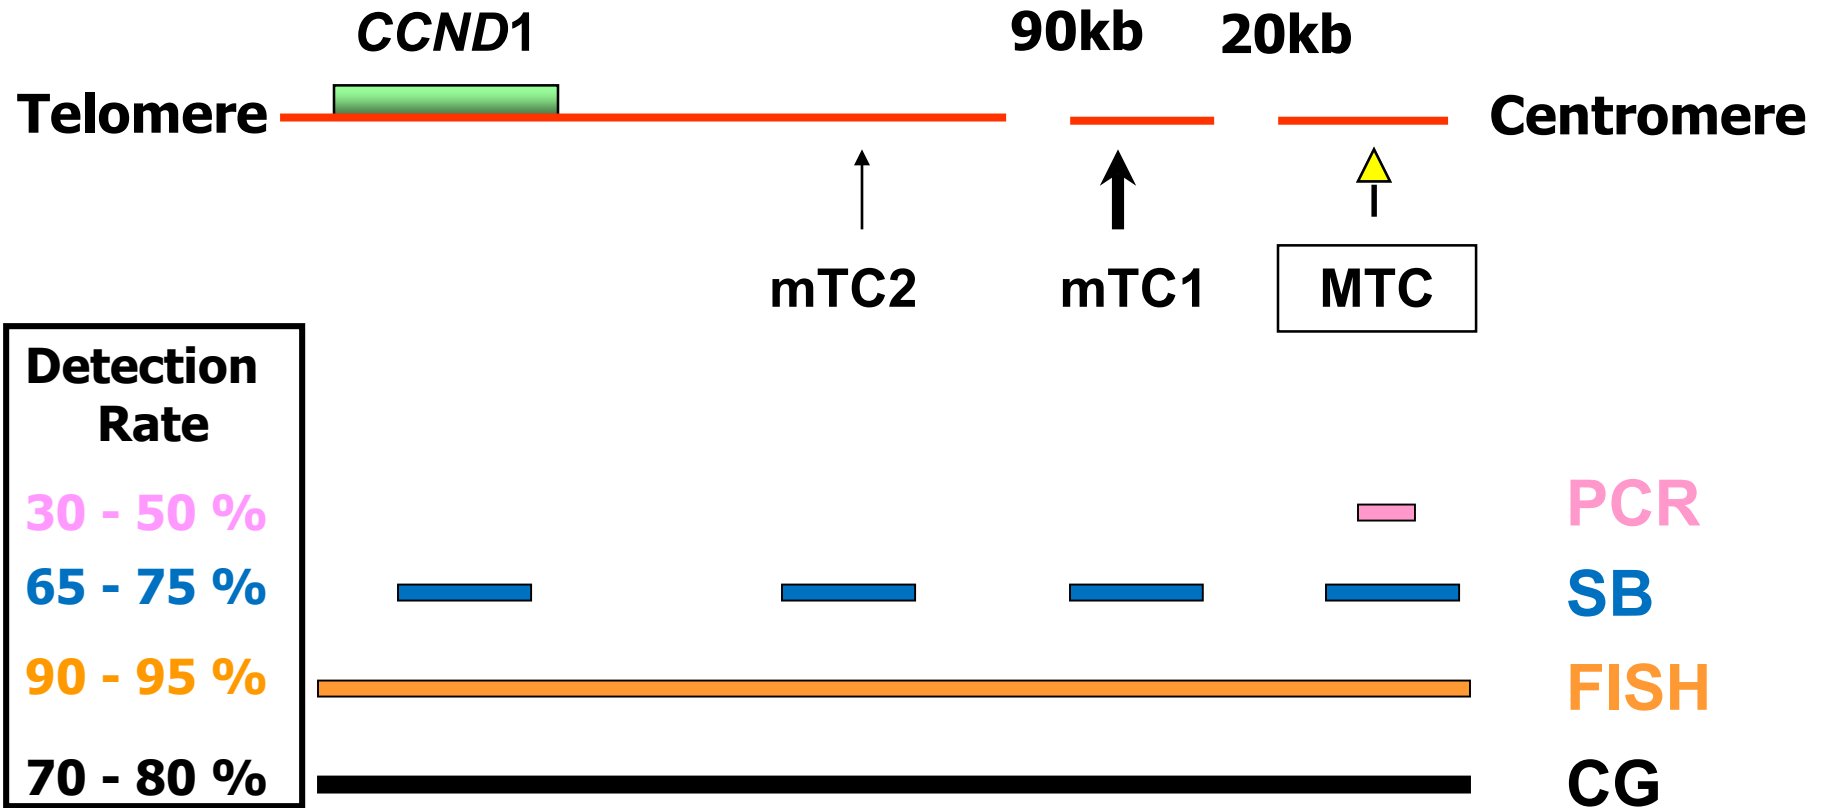 CCND1 90kb 20kb
Telomere Centromere
mTC2 mTC1 MTC
Detection
Rate
30 - 50 % PCR
65 - 75 % SB
90 - 95 % FISH
70 - 80 % CG